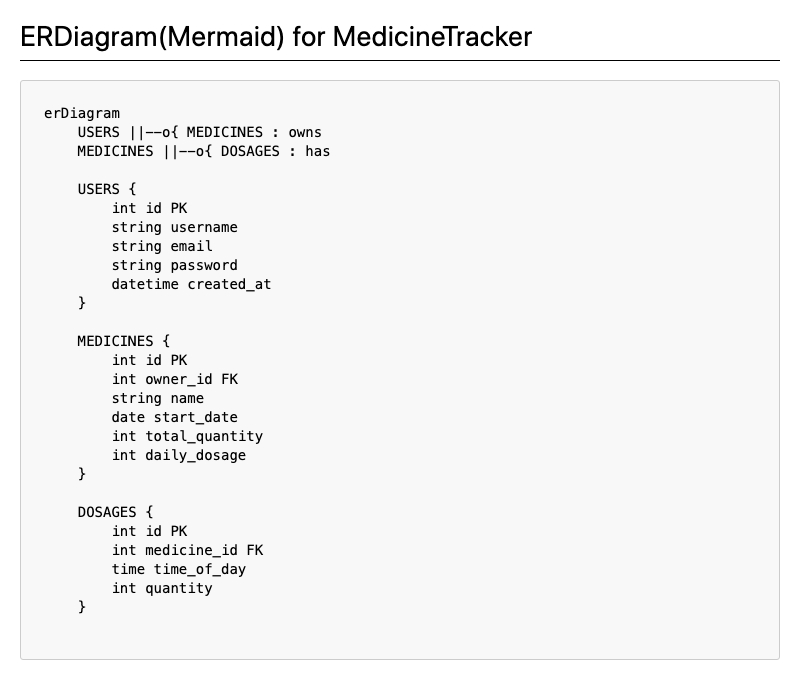 ERDiagram(Mermaid) for MedicineTracker
erDiagram
    USERS ||--o{ MEDICINES : owns
    MEDICINES ||--o{ DOSAGES : has

    USERS {
        int id PK
        string username
        string email
        string password
        datetime created_at
    }

    MEDICINES {
        int id PK
        int owner_id FK
        string name
        date start_date
        int total_quantity
        int daily_dosage
    }

    DOSAGES {
        int id PK
        int medicine_id FK
        time time_of_day
        int quantity
    }